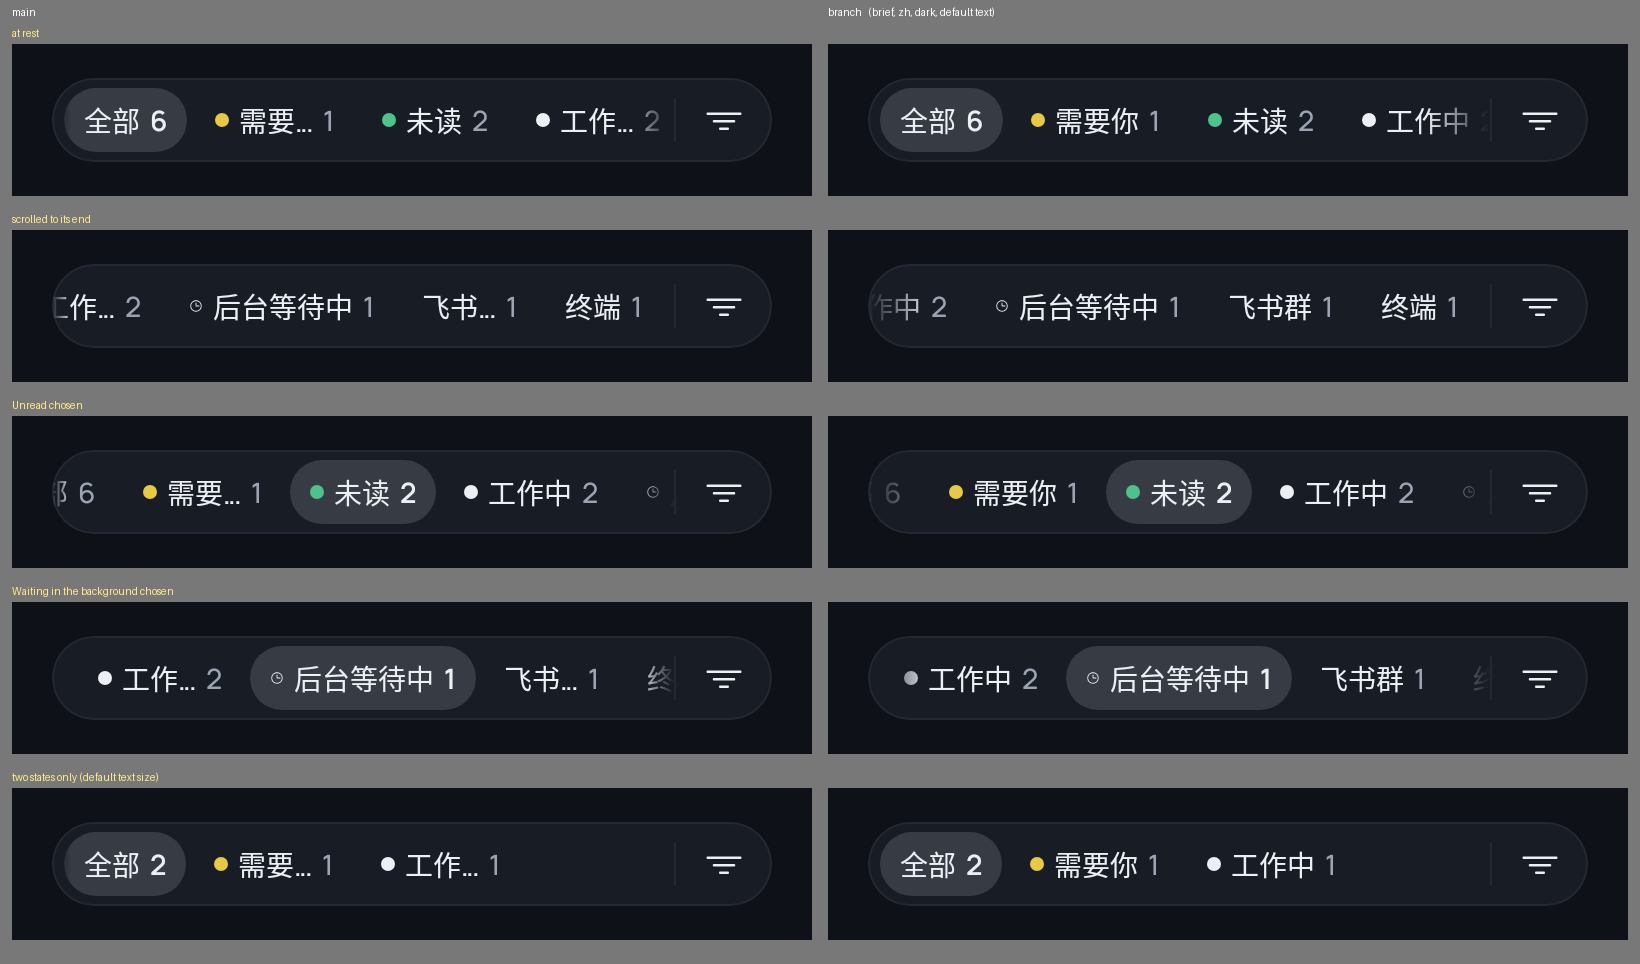 main
branch (brief, zh, dark, default text)
at rest
全部 6 需要... 1 未读 2 工作... 2
全部 6 需要你 1 未读 2 工作中
scrolled to its end
工作... 2 后台等待中 1 飞书... 1 终端 1
作中 2 后台等待中 1 飞书群 1 终端 1
Unread chosen
部 6 需要... 1 未读 2 工作中 2
6 需要你 1 未读 2 工作中 2
Waiting in the background chosen
工作... 2 后台等待中 1 飞书... 1 终
工作中 2 后台等待中 1 飞书群 1
two states only (default text size)
全部 2 需要... 1 工作... 1
全部 2 需要你 1 工作中 1